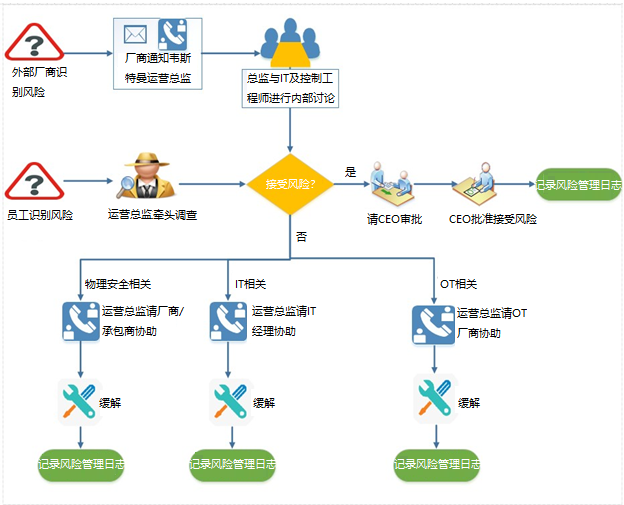 外部厂商识
别风险
厂商通知韦斯
特曼运营总监
总监与IT及控制工
程师进行内部讨论
员工识别风险
运营总监牵头调查
接受风险?
是
请CEO审批
CEO批准接受风险
记录风险管理日志
否
物理安全相关
运营总监请厂商/
承包商协助
IT相关
运营总监请IT
经理协助
OT相关
运营总监请OT
厂商协助
缓解
缓解
缓解
记录风险管理日志
记录风险管理日志
记录风险管理日志